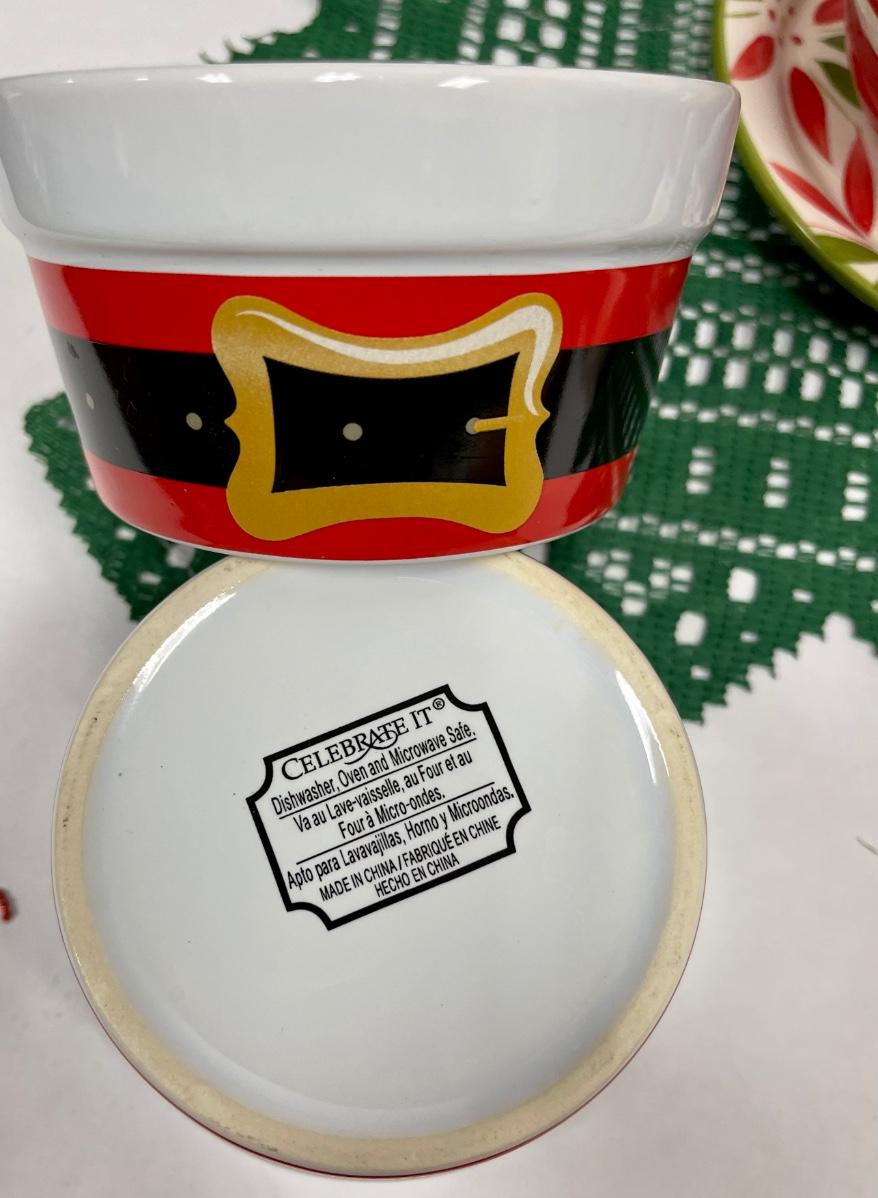 CELEBRATE IT®
Dishwasher, Oven and Microwave Safe.
Va au Lave-vaisselle, au Four et au
Four à Micro-ondes.
Apto para Lavavajillas, Horno y Microondas.
MADE IN CHINA / FABRIQUÉ EN CHINE
HECHO EN CHINA